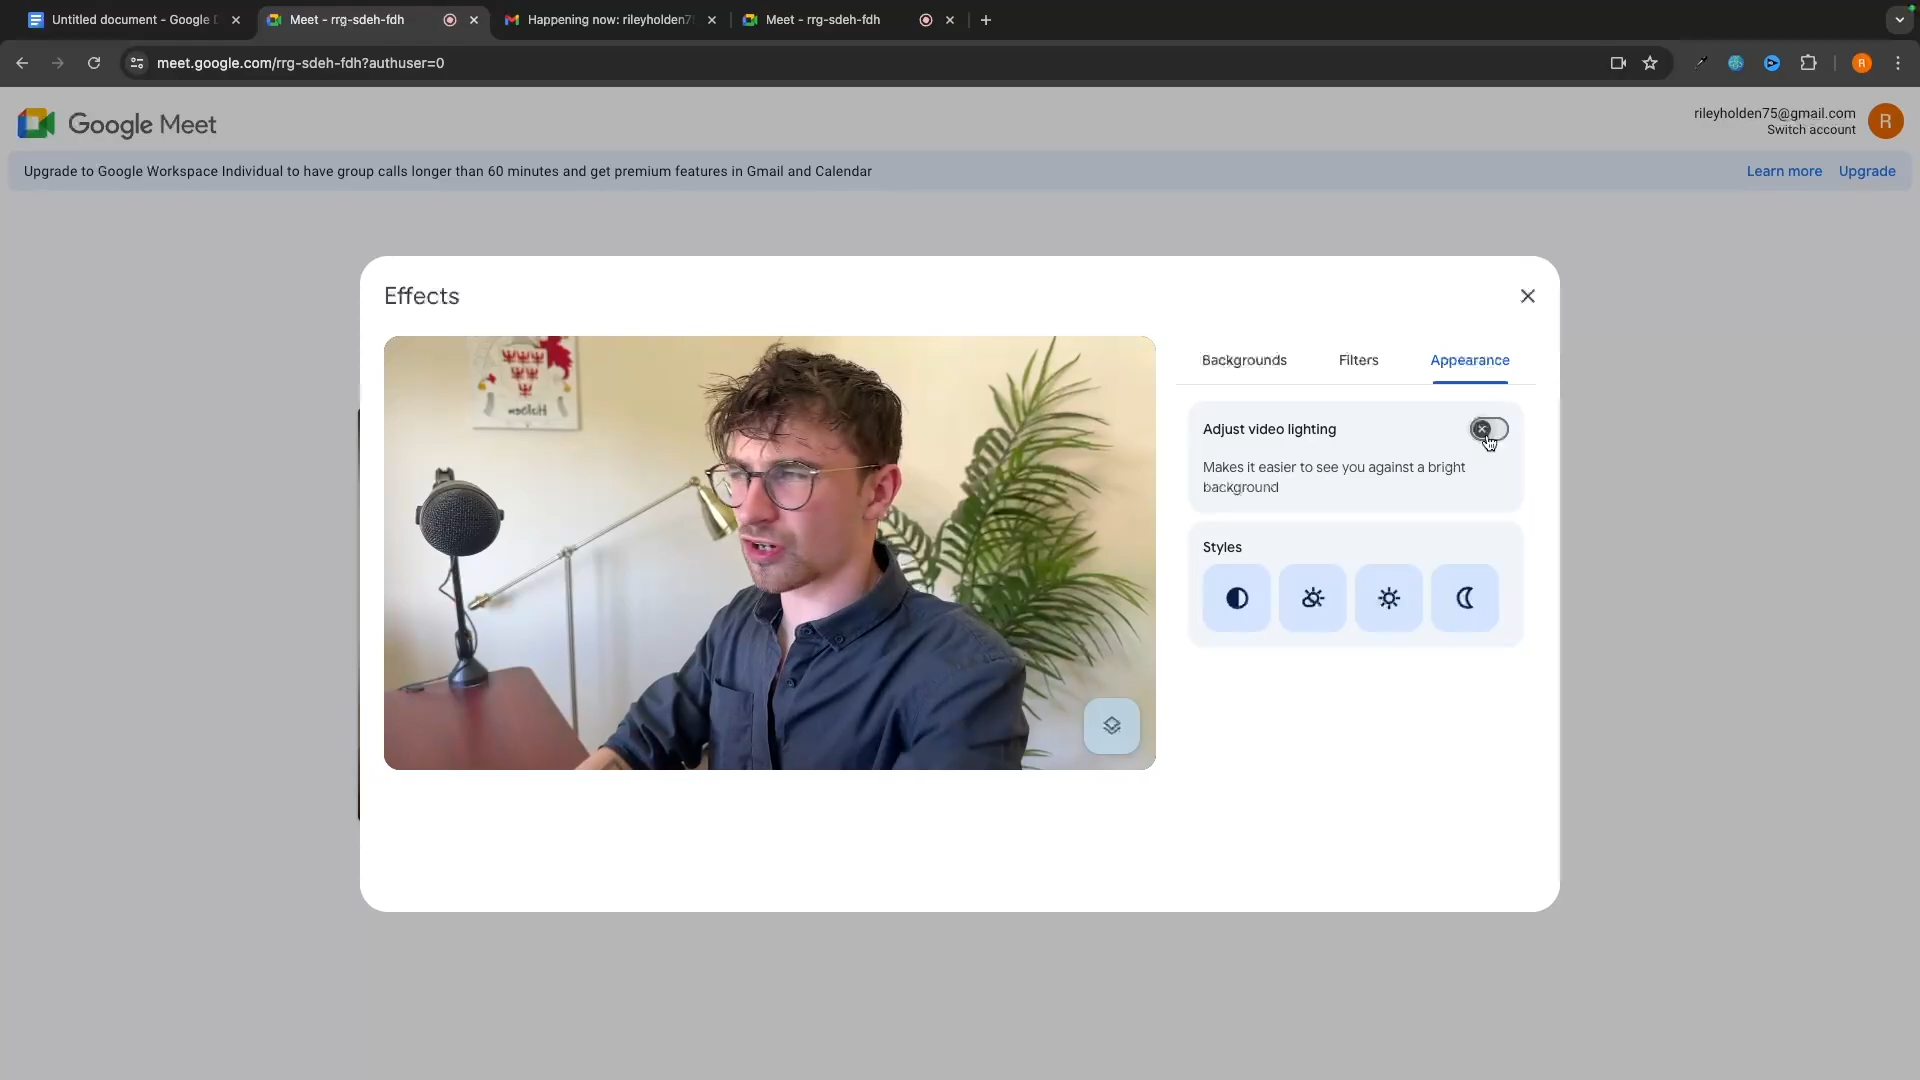 Untitled document - Google D
Meet - rrg-sdeh-fdh
Happening now: rileyholden7
Meet - rrg-sdeh-fdh
meet.google.com/rrg-sdeh-fdh?authuser=0
R
Google Meet
rileyholden75@gmail.com
Switch account
R
Upgrade to Google Workspace Individual to have group calls longer than 60 minutes and get premium features in Gmail and Calendar
Learn more
Upgrade
Effects
Backgrounds
Filters
Appearance
Adjust video lighting
Makes it easier to see you against a bright
background
Styles